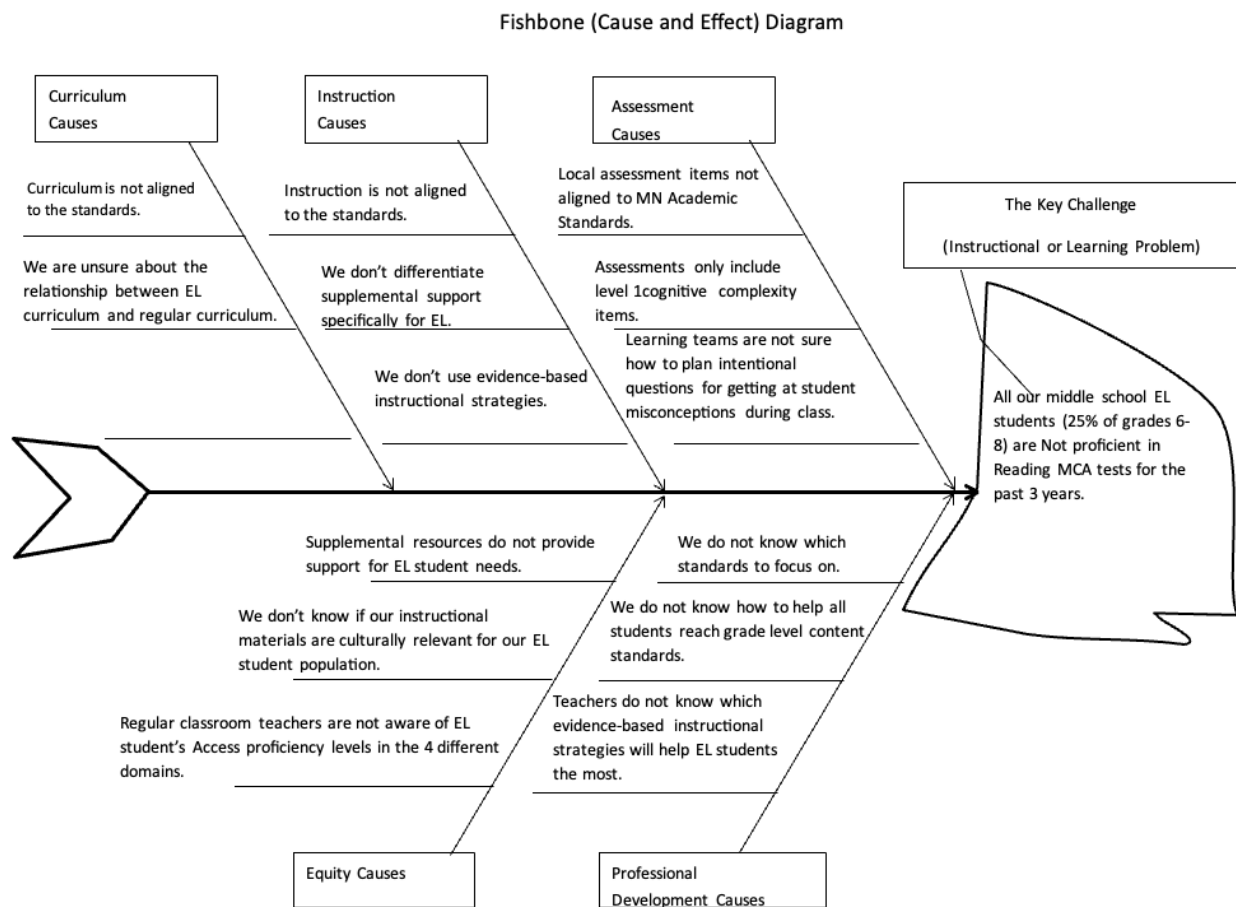 Fishbone (Cause and Effect) Diagram
Curriculum
Causes
Instruction
Causes
Assessment
Causes
Curriculum is not aligned
to the standards.
Instruction is not aligned
to the standards.
Local assessment items not
aligned to MN Academic
Standards.
The Key Challenge
(Instructional or Learning Problem)
We are unsure about the
relationship between EL
curriculum and regular curriculum.
We don't differentiate
supplemental support
specifically for EL.
Assessments only include
level 1cognitive complexity
items.
We don't use evidence-based
instructional strategies.
Learning teams are not sure
how to plan intentional
questions for getting at student
misconceptions during class.
All our middle school EL
students (25% of grades 6-
8) are Not proficient in
Reading MCA tests for the
past 3 years.
Supplemental resources do not provide
support for EL student needs.
We do not know which
standards to focus on.
We don't know if our instructional
materials are culturally relevant for our EL
student population.
We do not know how to help all
students reach grade level content
standards.
Regular classroom teachers are not aware of EL
student's Access proficiency levels in the 4 different
domains.
Teachers do not know which
evidence-based instructional
strategies will help EL students
the most.
Equity Causes
Professional
Development Causes